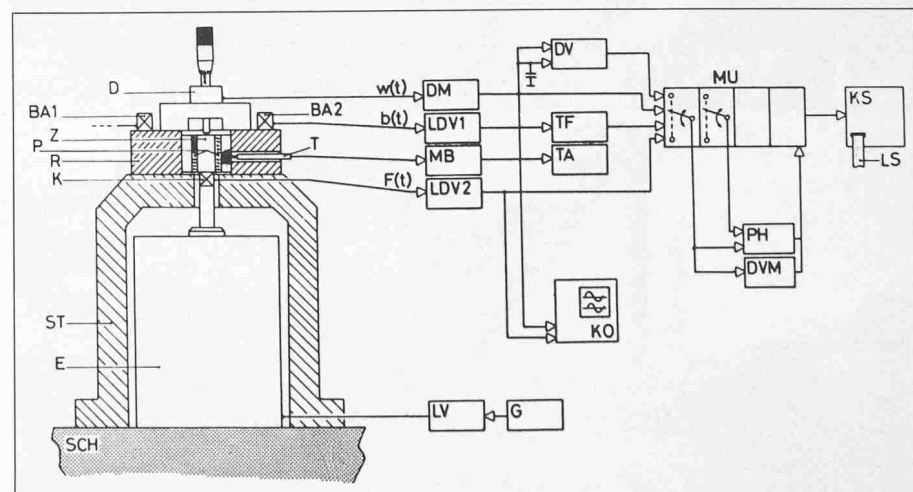 D
BA1
BA2
Z
P
R
K
T
ST
E
SCH
w(t)
b(t)
F(t)
DM
LDV1
MB
LDV2
DV
TF
TA
KO
LV
G
MU
PH
DVM
KS
LS